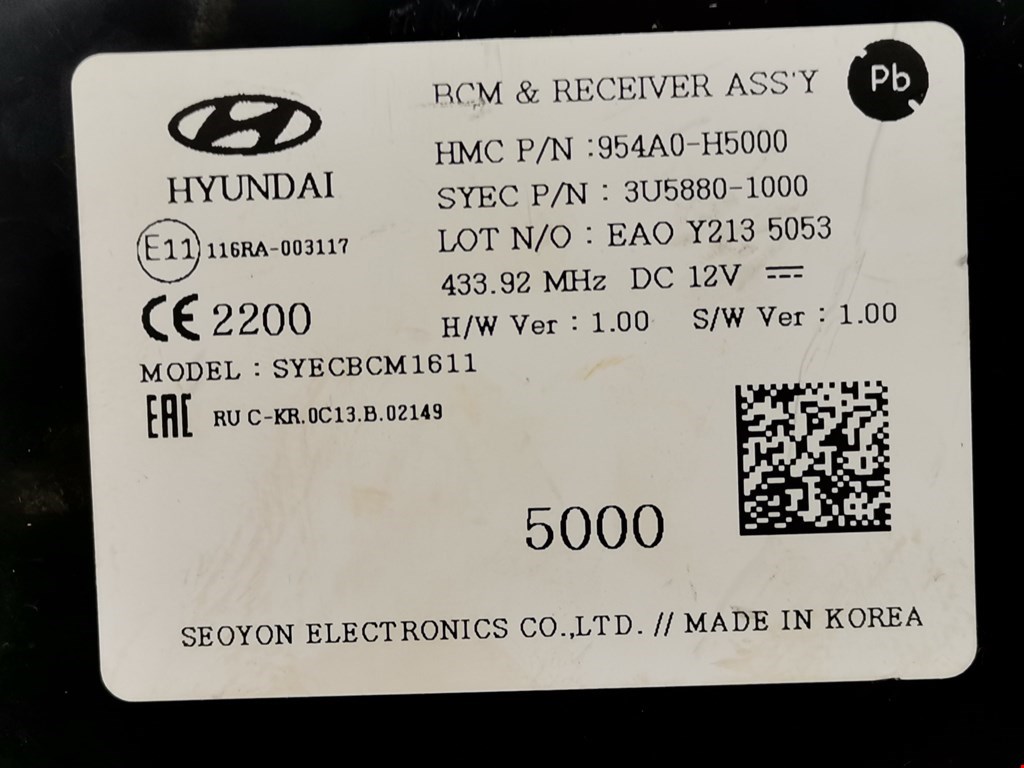 BCM & RECEIVER ASS'Y
Pb
HYUNDAI
HMC P/N :954A0-H5000
SYEC P/N : 3U5880-1000
LOT N/O : EAO Y213 5053
E11 116RA-003117
433.92 MHz DC 12V
CE 2200
H/W Ver : 1.00 S/W Ver : 1.00
MODEL : SYECBCM1611
EAC RU C-KR.0C13.B.02149
5000
SEOYON ELECTRONICS CO.,LTD. // MADE IN KOREA